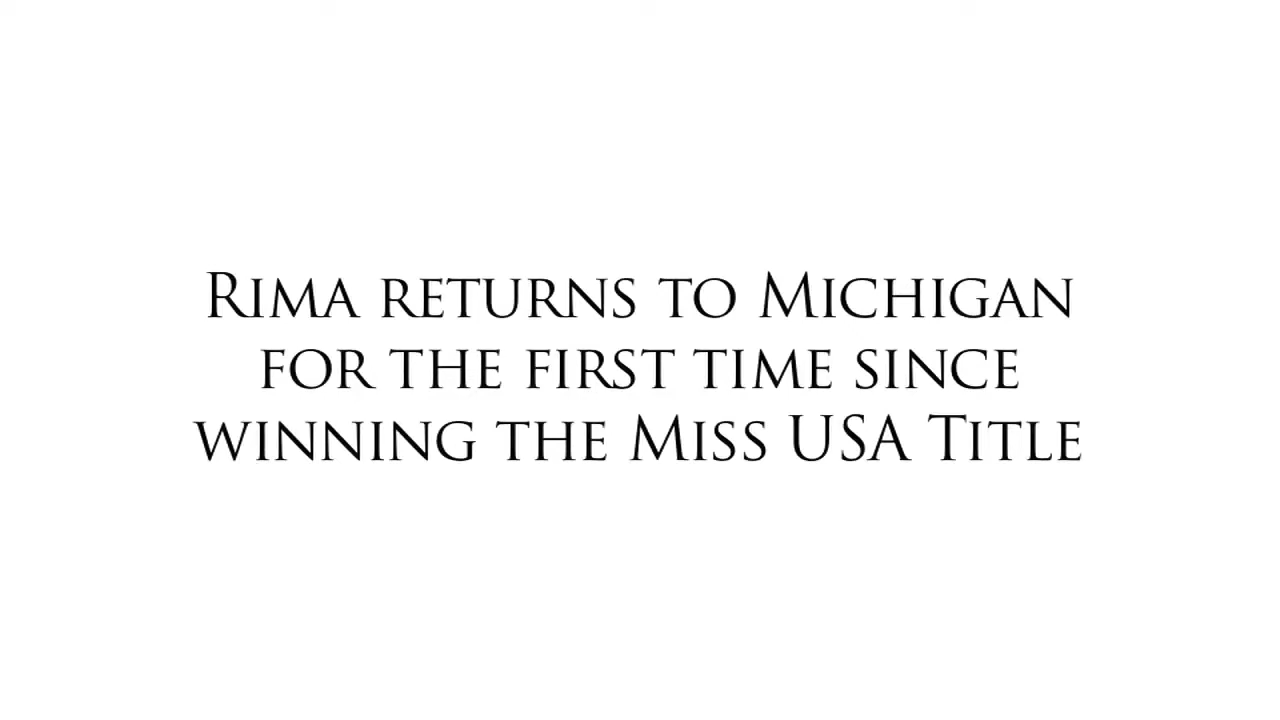 Rima returns to Michigan
for the first time since
winning the Miss USA Title